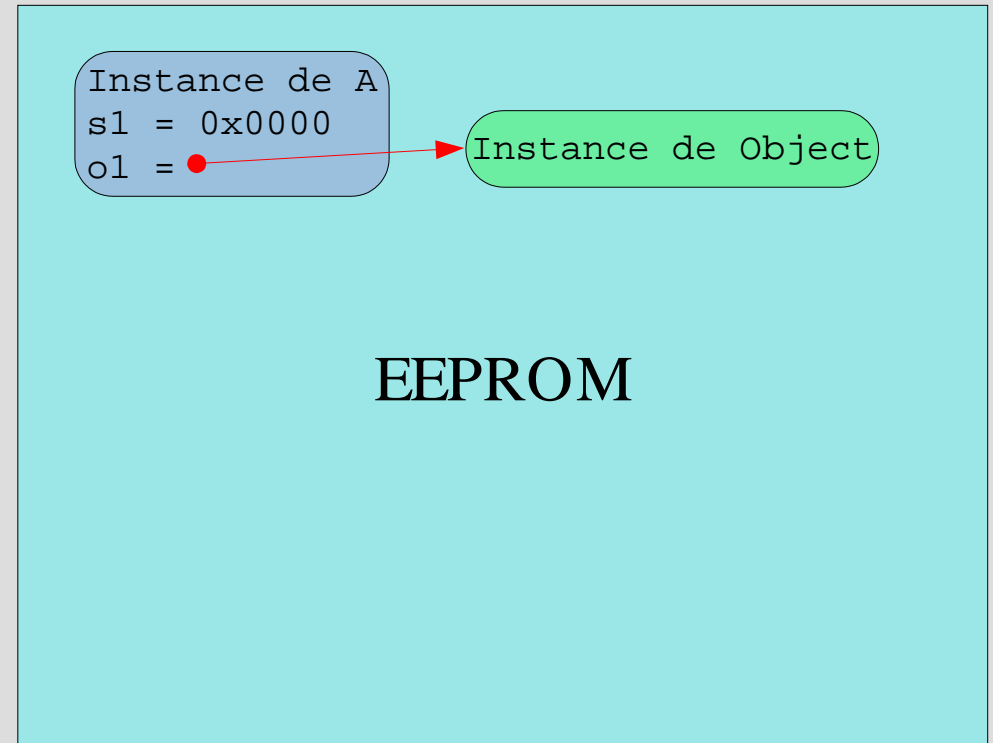 Instance de A
s1 = 0x0000
o1 =
Instance de Object
EEPROM